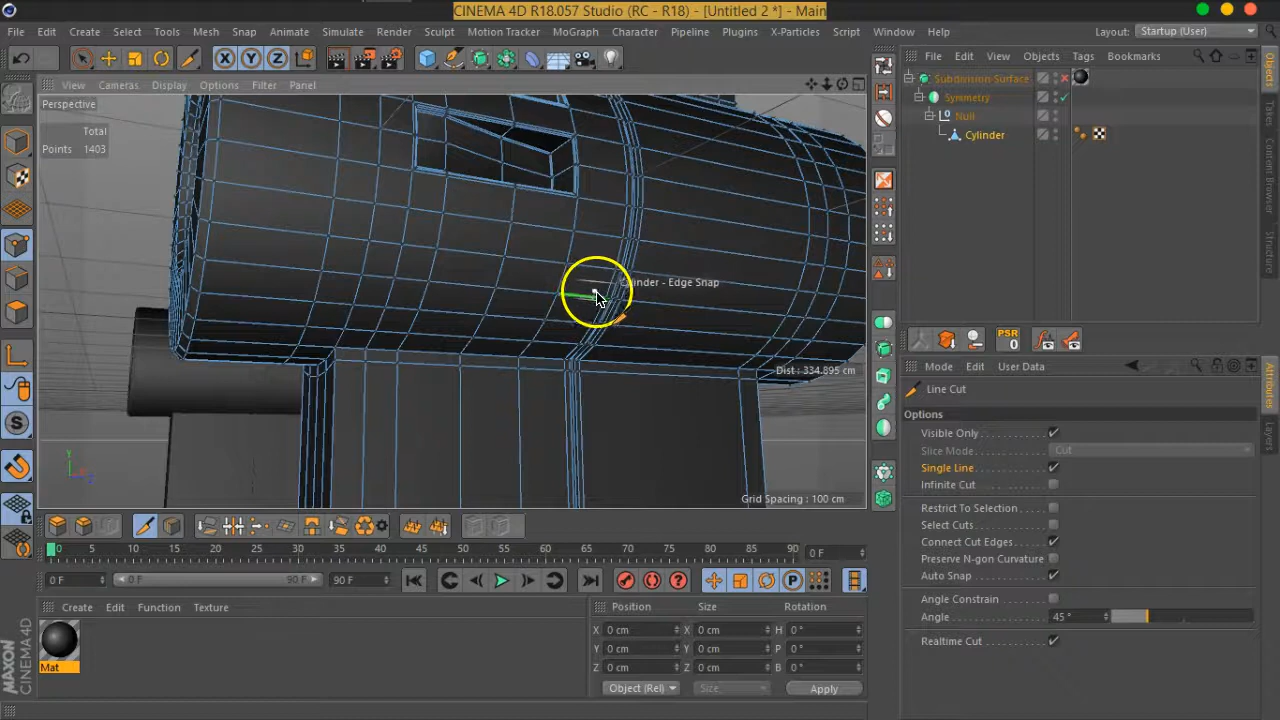 CINEMA 4D R18.057 Studio (RC - R18) - [Untitled 2 *] - Main
File Edit Create Select Tools Mesh Snap Animate Simulate Render Sculpt Motion Tracker MoGraph Character Pipeline Plugins X-Particles Script Window Help Layout: Startup (User)
X Y Z
File Edit View Objects Tags Bookmarks
View Cameras Display Options Filter Panel
Perspective
Total
Points 1403
Subdivision Surface
Symmetry
Null
Cylinder
Objects
Takes
Content Browser
Structure
Cylinder - Edge Snap
Dist : 334.895 cm
Grid Spacing : 100 cm
PSR
0
Mode Edit User Data
Line Cut
Options
Visible Only
Slice Mode Cut
Single Line
Infinite Cut
Restrict To Selection
Select Cuts
Connect Cut Edges
Preserve N-gon Curvature
Auto Snap
Angle Constrain
Angle 45 °
Realtime Cut
Attributes
Layers
0 5 10 15 20 25 30 35 40 45 50 55 60 65 70 75 80 85 90 0 F
0 F 0 F 90 F 90 F
Create Edit Function Texture
Mat
Position Size Rotation
X 0 cm X 0 cm H 0 °
Y 0 cm Y 0 cm P 0 °
Z 0 cm Z 0 cm B 0 °
Object (Rel) Size Apply
MAXON
CINEMA 4D